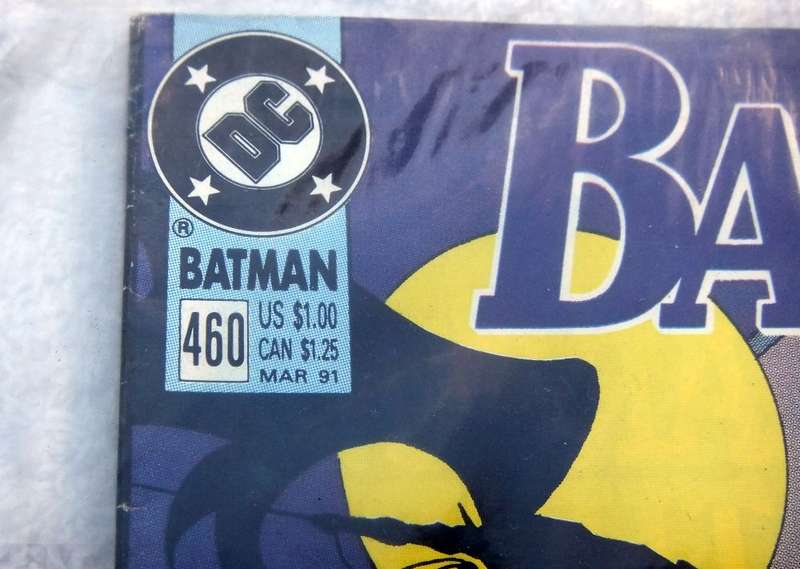 DC
®
BATMAN
460
US $1.00
CAN $1.25
MAR 91
BA